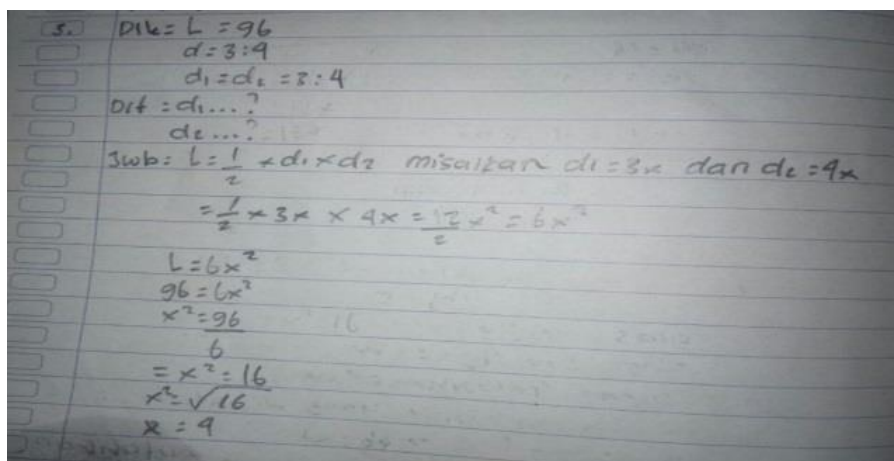 5. Dik = L = 96
d = 3 : 4
d₁ = d₂ = 3 : 4
Dit = d₁ ... ?
d₂ ... ?
Jwb = L = 1/2 × d₁ × d₂ misalkan d₁ = 3x dan d₂ = 4x
= 1/2 × 3x × 4x = 12/2 x² = 6x²
L = 6x²
96 = 6x²
x² = 96/6
= x² = 16
x² = √16
x = 4